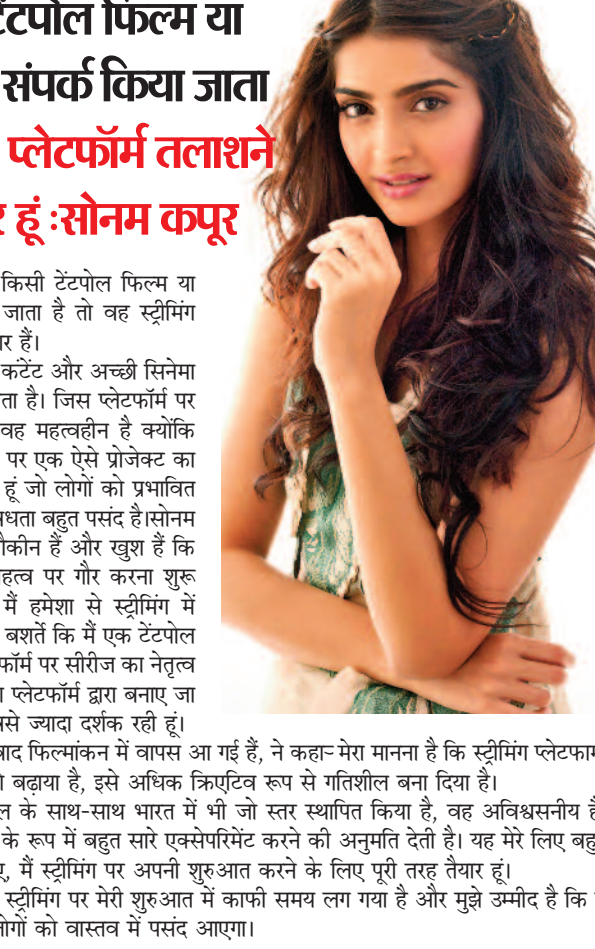 टेंटपोल फिल्म या
संपर्क किया जाता
प्लेटफॉर्म तलाशने
र हूं :सोनम कपूर
किसी टेंटपोल फिल्म या
जाता है तो वह स्ट्रीमिंग
ार हैं।
कंटेंट और अच्छी सिनेमा
ता है। जिस प्लेटफॉर्म पर
वह महत्वहीन है क्योंकि
पर एक ऐसे प्रोजेक्ट का
हूं जो लोगों को प्रभावित
धता बहुत पसंद है।सोनम
ौकीन हैं और खुश हैं कि
हत्व पर गौर करना शुरू
मैं हमेशा से स्ट्रीमिंग में
बशर्ते कि मैं एक टेंटपोल
फॉर्म पर सीरीज का नेतृत्व
ा प्लेटफॉर्म द्वारा बनाए जा
से ज्यादा दर्शक रही हूं।
बाद फिल्मांकन में वापस आ गई हैं, ने कहा- मेरा मानना है कि स्ट्रीमिंग प्लेटफार्म
बढ़ाया है, इसे अधिक क्रिएटिव रूप से गतिशील बना दिया है।
ल के साथ-साथ भारत में भी जो स्तर स्थापित किया है, वह अविश्वसनीय है
के रूप में बहुत सारे एक्सेपरिमेंट करने की अनुमति देती है। यह मेरे लिए बहु
ए, मैं स्ट्रीमिंग पर अपनी शुरुआत करने के लिए पूरी तरह तैयार हूं।
स्ट्रीमिंग पर मेरी शुरुआत में काफी समय लग गया है और मुझे उम्मीद है कि
लोगों को वास्तव में पसंद आएगा।